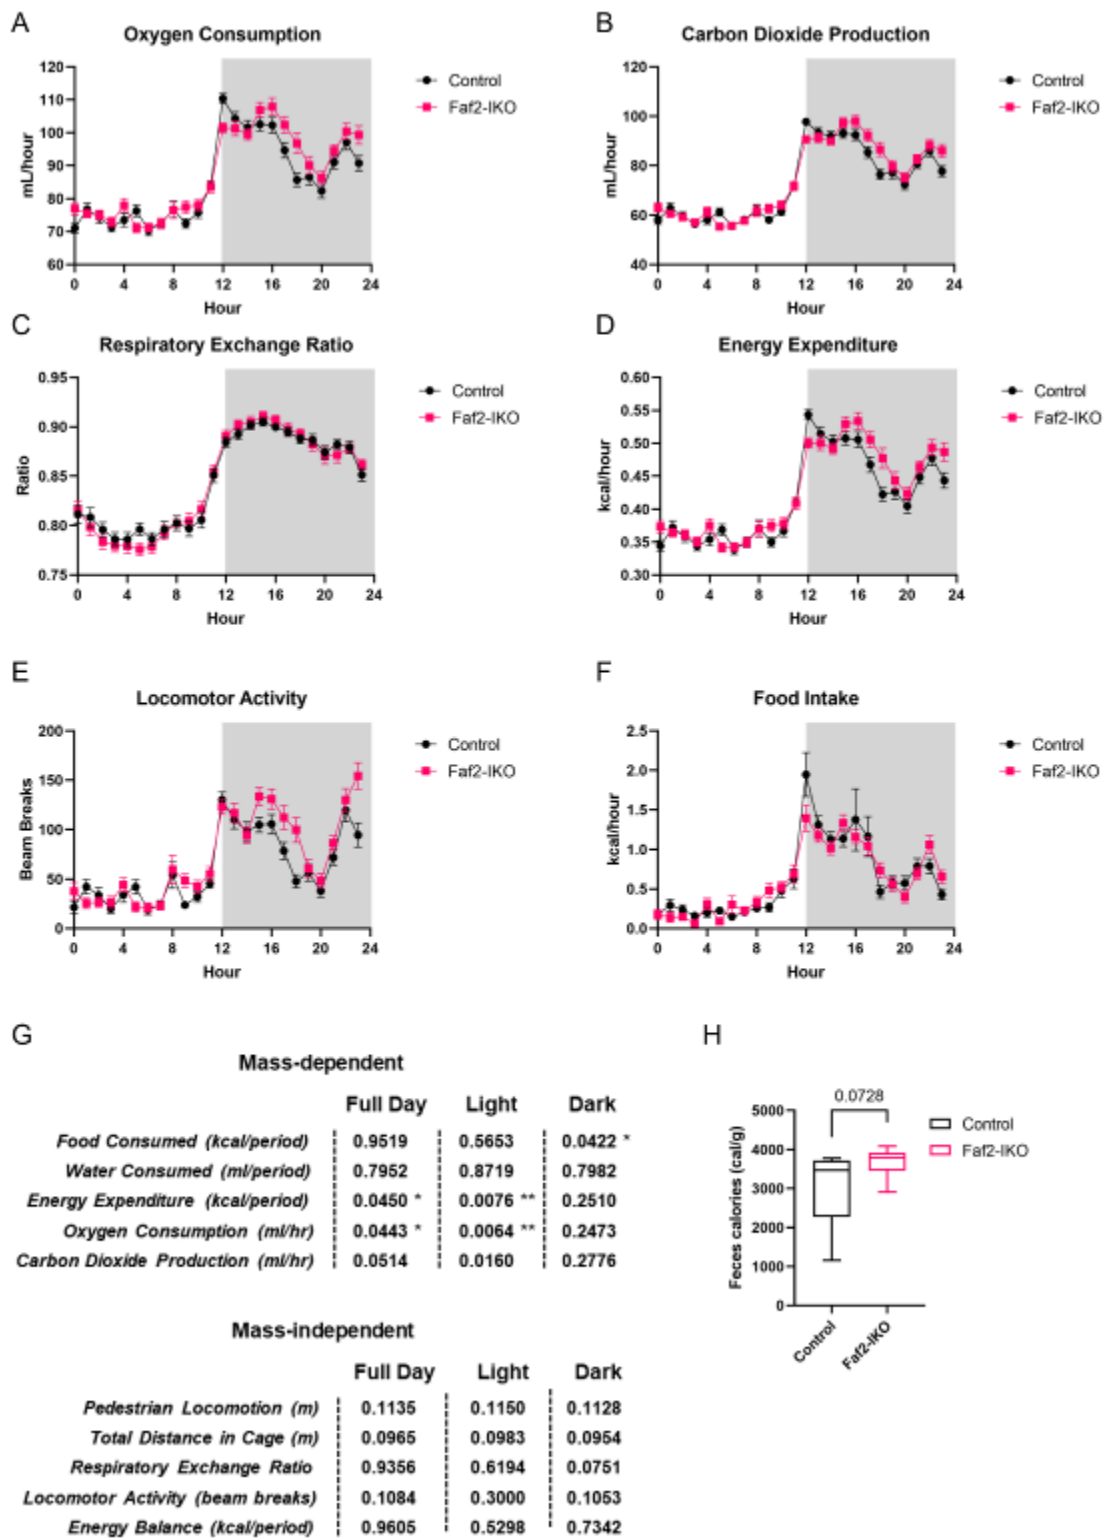 A
Oxygen Consumption
120
110
100
90
80
70
60
mL/hour
0 4 8 12 16 20 24
Hour
Control
Faf2-IKO
B
Carbon Dioxide Production
120
100
80
60
40
mL/hour
0 4 8 12 16 20 24
Hour
Control
Faf2-IKO
C
Respiratory Exchange Ratio
0.95
0.90
0.85
0.80
0.75
Ratio
0 4 8 12 16 20 24
Hour
Control
Faf2-IKO
D
Energy Expenditure
0.60
0.55
0.50
0.45
0.40
0.35
0.30
kcal/hour
0 4 8 12 16 20 24
Hour
Control
Faf2-IKO
E
Locomotor Activity
200
150
100
50
0
Beam Breaks
0 4 8 12 16 20 24
Hour
Control
Faf2-IKO
F
Food Intake
2.5
2.0
1.5
1.0
0.5
0.0
kcal/hour
0 4 8 12 16 20 24
Hour
Control
Faf2-IKO
G
Mass-dependent
Full Day Light Dark
Food Consumed (kcal/period) 0.9519 0.5653 0.0422 *
Water Consumed (ml/period) 0.7952 0.8719 0.7982
Energy Expenditure (kcal/period) 0.0450 * 0.0076 ** 0.2510
Oxygen Consumption (ml/hr) 0.0443 * 0.0064 ** 0.2473
Carbon Dioxide Production (ml/hr) 0.0514 0.0160 0.2776
Mass-independent
Full Day Light Dark
Pedestrian Locomotion (m) 0.1135 0.1150 0.1128
Total Distance in Cage (m) 0.0965 0.0983 0.0954
Respiratory Exchange Ratio 0.9356 0.6194 0.0751
Locomotor Activity (beam breaks) 0.1084 0.3000 0.1053
Energy Balance (kcal/period) 0.9605 0.5298 0.7342
H
0.0728
5000
4000
3000
2000
1000
0
Feces calories (cal/g)
Control
Faf2-IKO
Control
Faf2-IKO